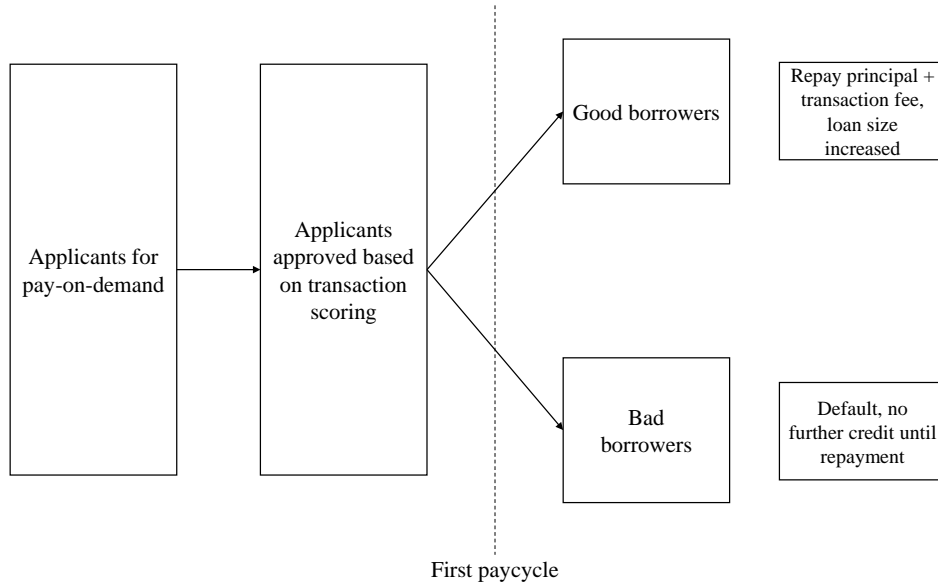 Applicants for
pay-on-demand
Applicants
approved based
on transaction
scoring
Good borrowers
Repay principal +
transaction fee,
loan size
increased
Bad
borrowers
Default, no
further credit until
repayment
First paycycle